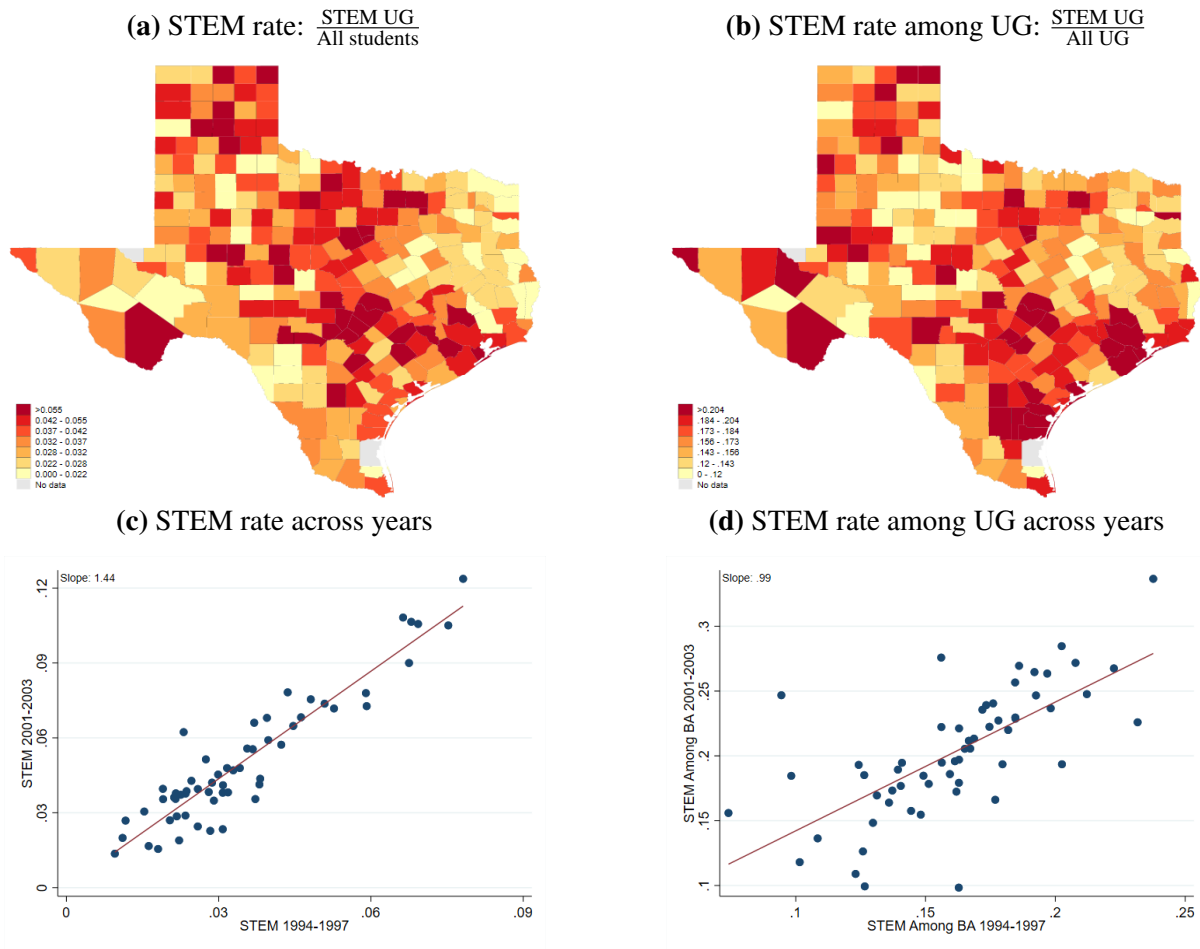 (a) STEM rate: STEM UG / All students
(b) STEM rate among UG: STEM UG / All UG
>0.055
0.042 - 0.055
0.037 - 0.042
0.032 - 0.037
0.028 - 0.032
0.022 - 0.028
0.000 - 0.022
No data
>0.204
.184 - .204
.173 - .184
.156 - .173
.143 - .156
.12 - .143
0 - .12
No data
(c) STEM rate across years
(d) STEM rate among UG across years
Slope: 1.44
STEM 2001-2003
.12
.09
.06
.03
0
0
.03
.06
.09
STEM 1994-1997
Slope: .99
STEM Among BA 2001-2003
.3
.25
.2
.15
.1
.1
.15
.2
.25
STEM Among BA 1994-1997